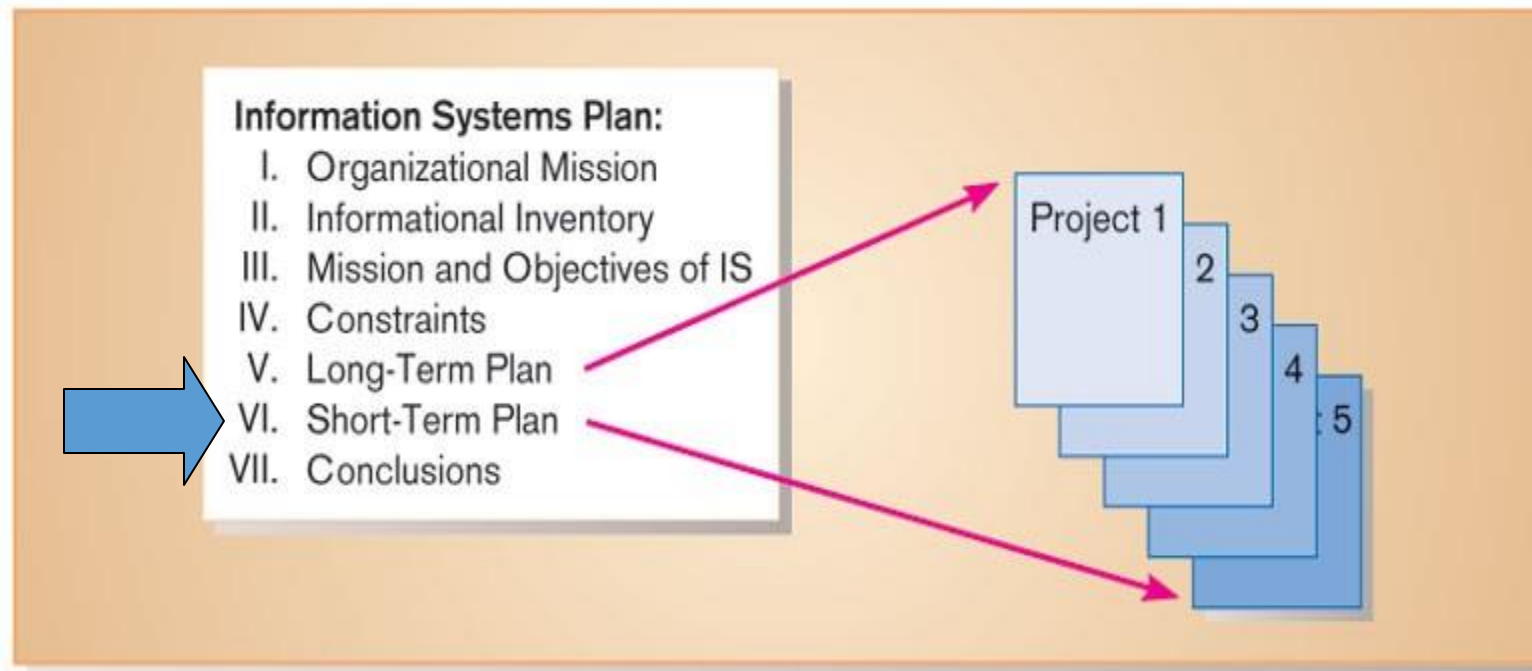 Information Systems Plan:
I. Organizational Mission
II. Informational Inventory
III. Mission and Objectives of IS
IV. Constraints
V. Long-Term Plan
VI. Short-Term Plan
VII. Conclusions
Project 1
2
3
4
5